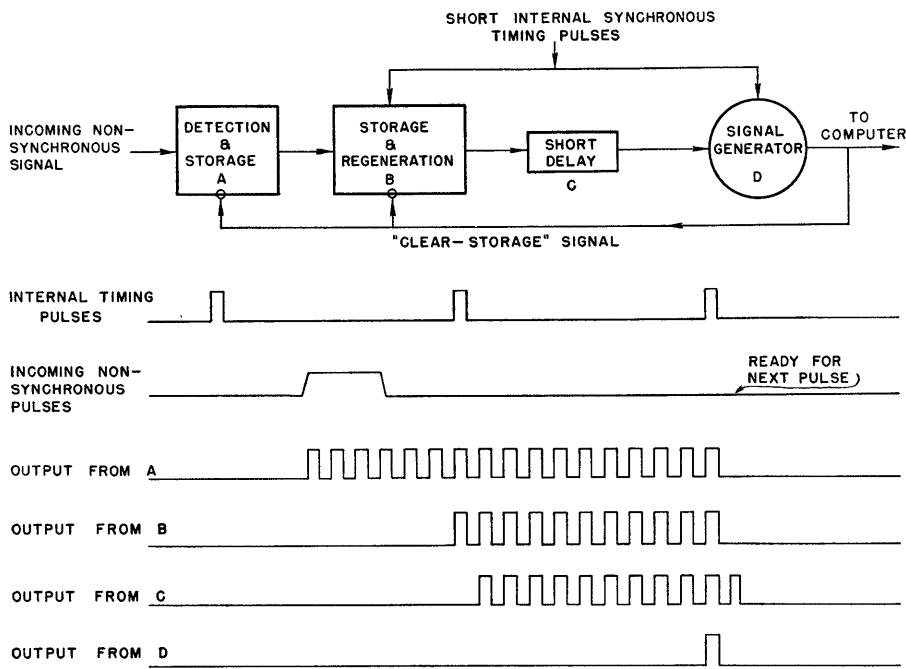 SHORT INTERNAL SYNCHRONOUS
TIMING PULSES
INCOMING NON-
SYNCHRONOUS
SIGNAL
DETECTION
&
STORAGE
A
STORAGE
&
REGENERATION
B
SHORT
DELAY
C
SIGNAL
GENERATOR
D
TO
COMPUTER
"CLEAR-STORAGE" SIGNAL
INTERNAL TIMING
PULSES
INCOMING NON-
SYNCHRONOUS
PULSES
READY FOR
NEXT PULSE
OUTPUT FROM A
OUTPUT FROM B
OUTPUT FROM C
OUTPUT FROM D